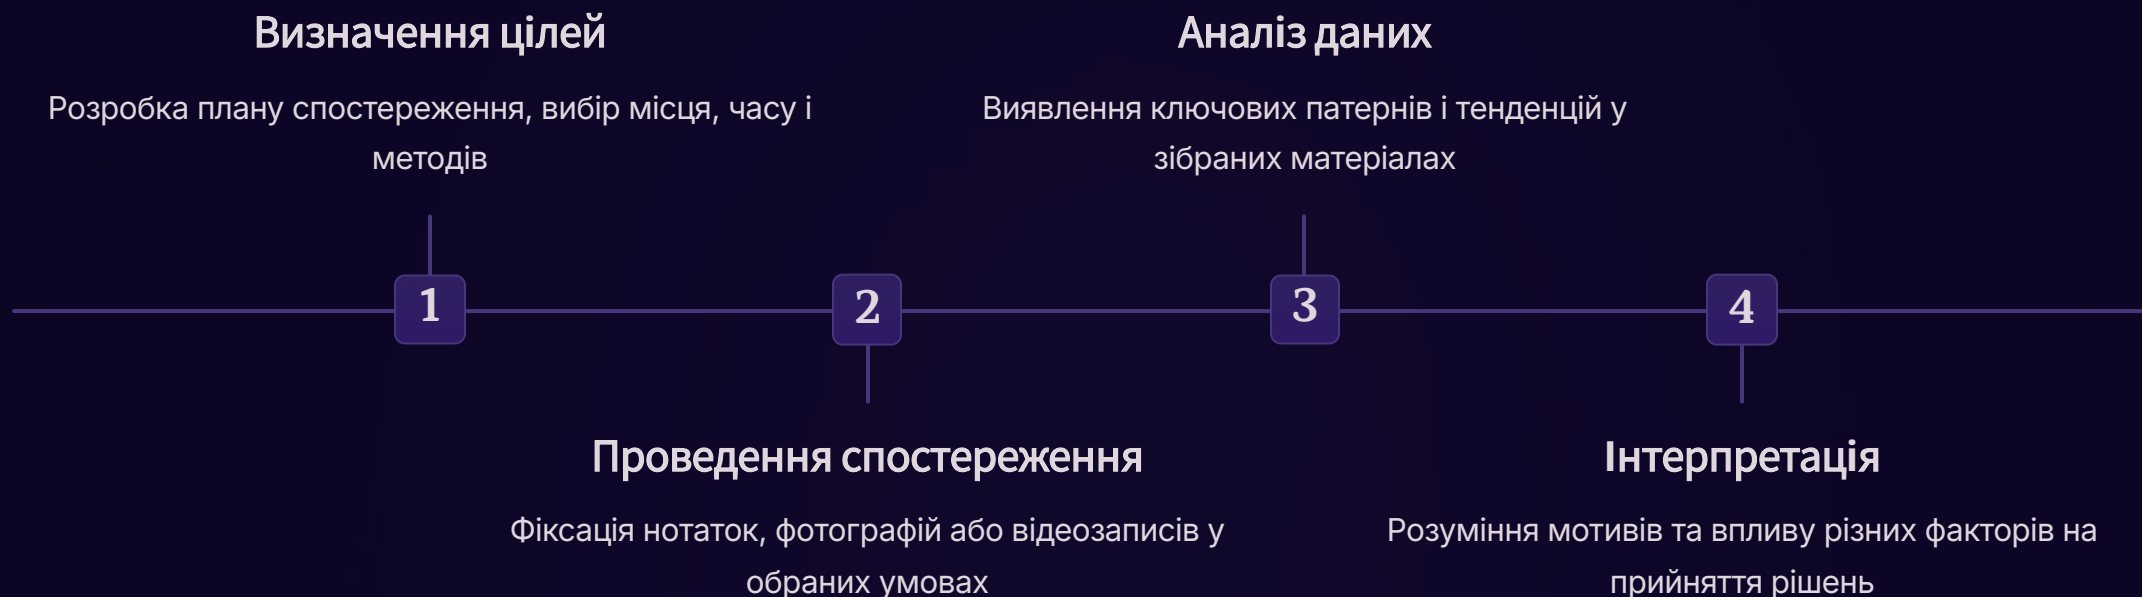 Визначення цілей
Розробка плану спостереження, вибір місця, часу і
методів
1
2
Проведення спостереження
Фіксація нотаток, фотографій або відеозаписів у
обраних умовах
Аналіз даних
Виявлення ключових патернів і тенденцій у
зібраних матеріалах
3
4
Інтерпретація
Розуміння мотивів та впливу різних факторів на
прийняття рішень